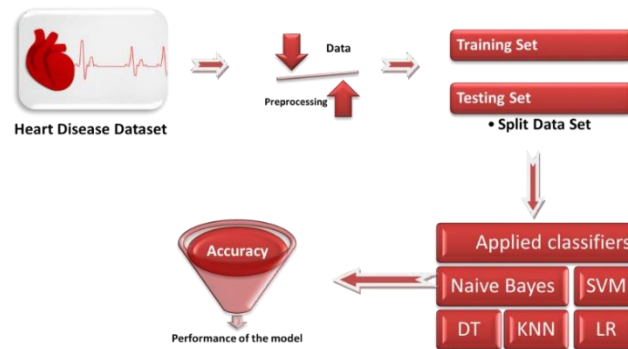 Heart Disease Dataset
Data
Preprocessing
Training Set
Testing Set
• Split Data Set
Applied classifiers
Naive Bayes
SVM
DT
KNN
LR
Accuracy
Performance of the model